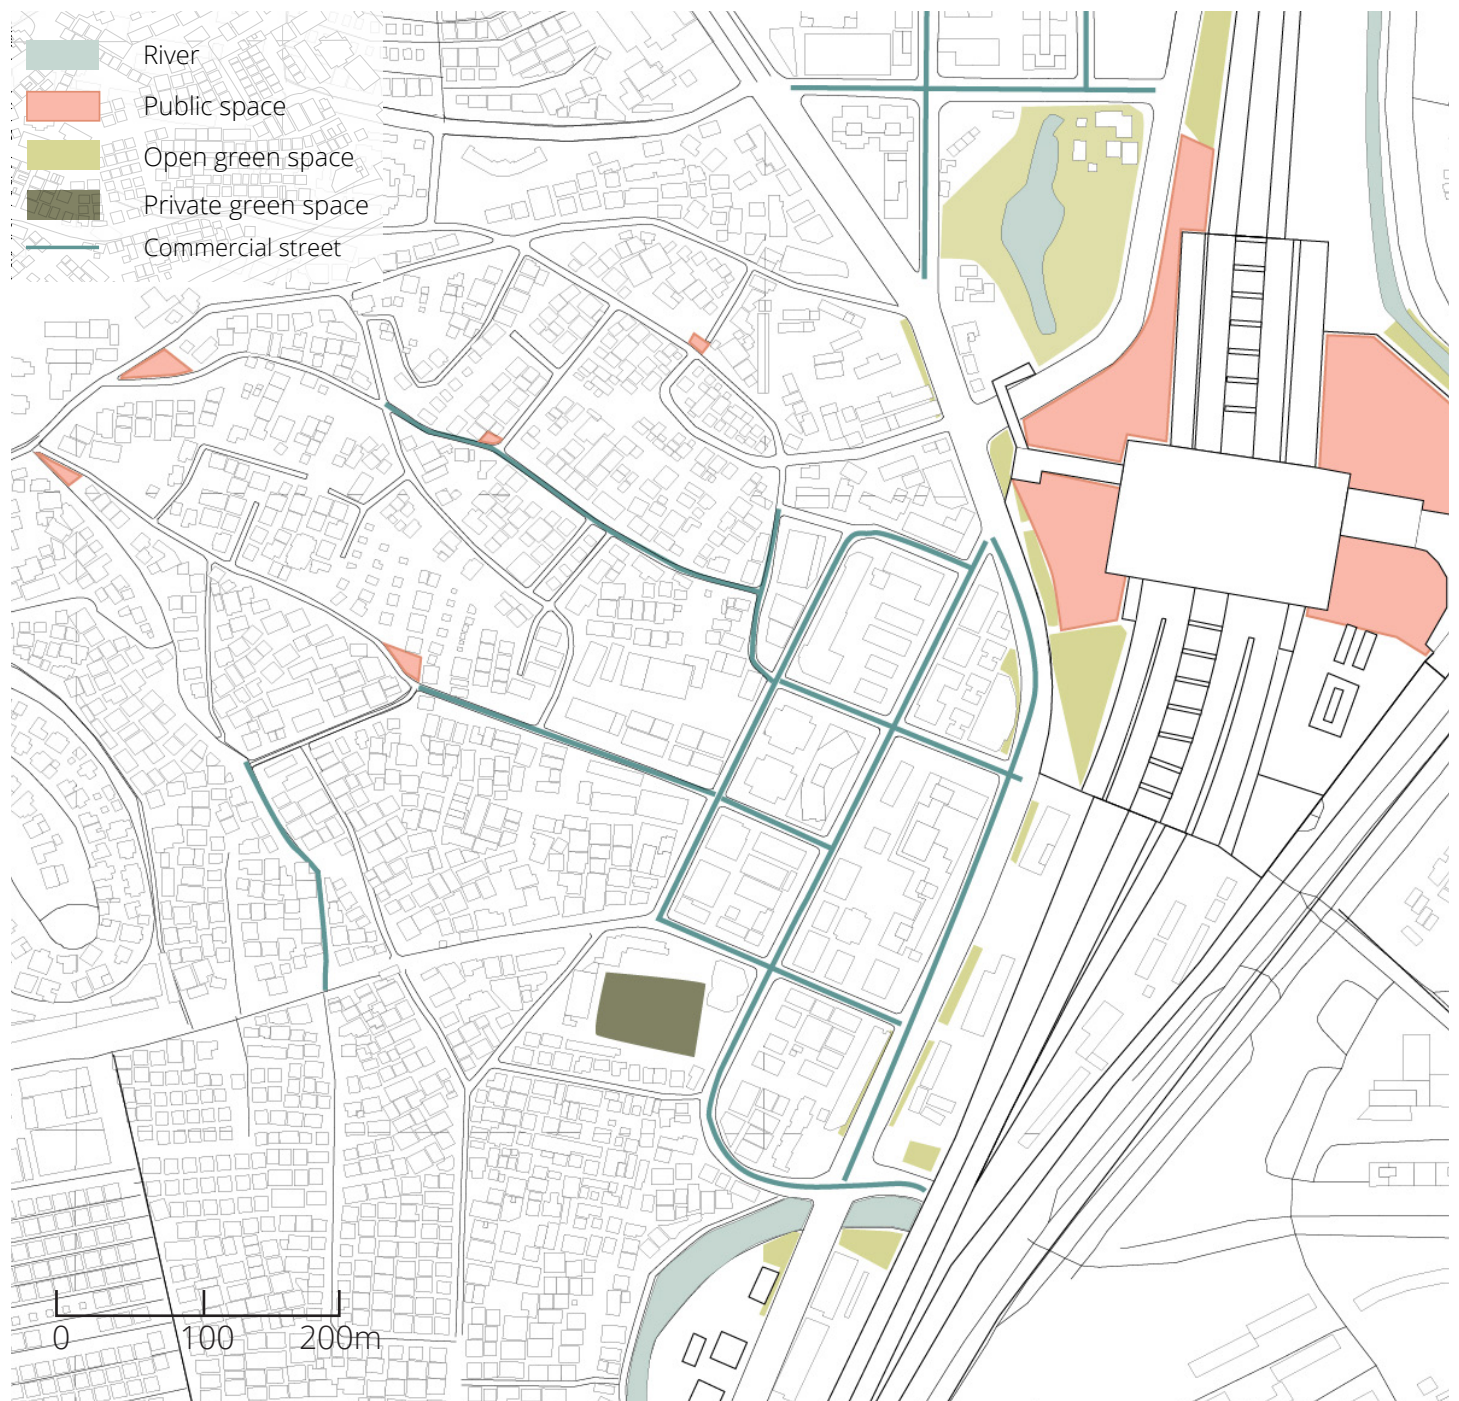 River
Public space
Open green space
Private green space
Commercial street
0 100 200m